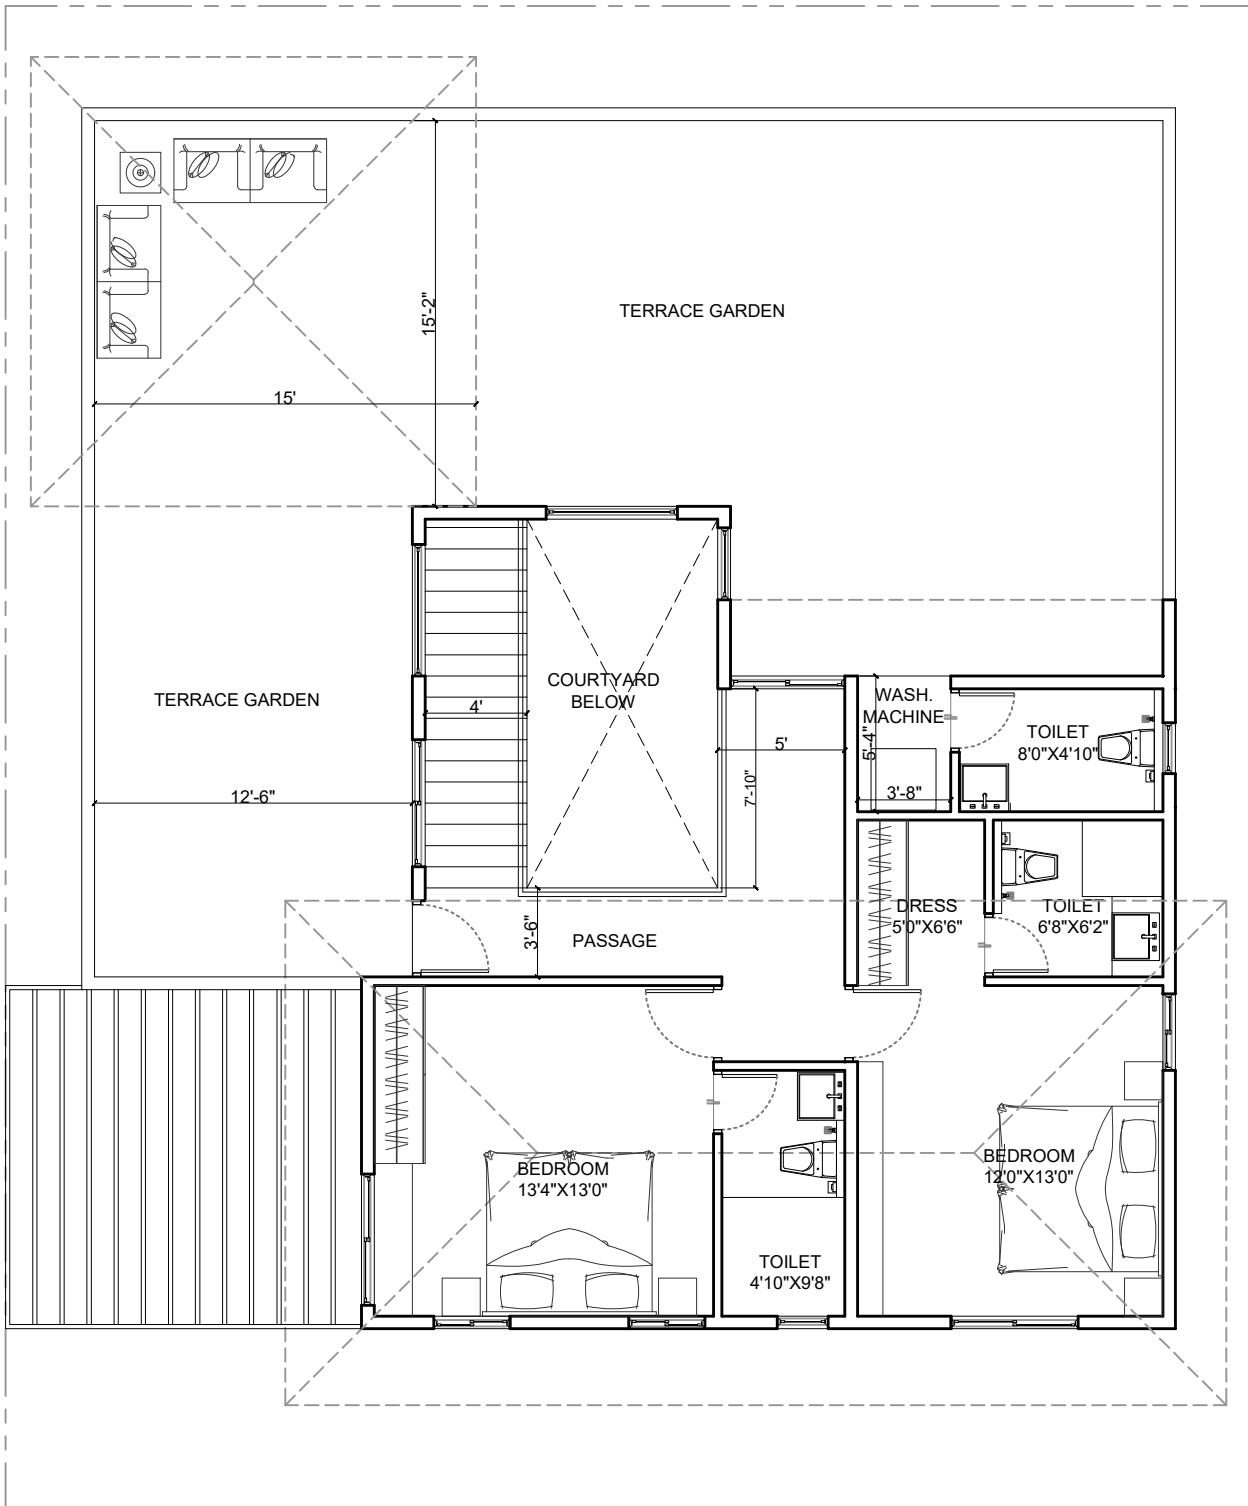 TERRACE GARDEN
15'-2"
15'
TERRACE GARDEN
COURTYARD
BELOW
4'
12'-6"
5'
7'-10"
WASH.
MACHINE
5'-4"
3'-8"
TOILET
8'0"X4'10"
DRESS
5'0"X6'6"
TOILET
6'8"X6'2"
3'-6"
PASSAGE
BEDROOM
13'4"X13'0"
BEDROOM
12'0"X13'0"
TOILET
4'10"X9'8"